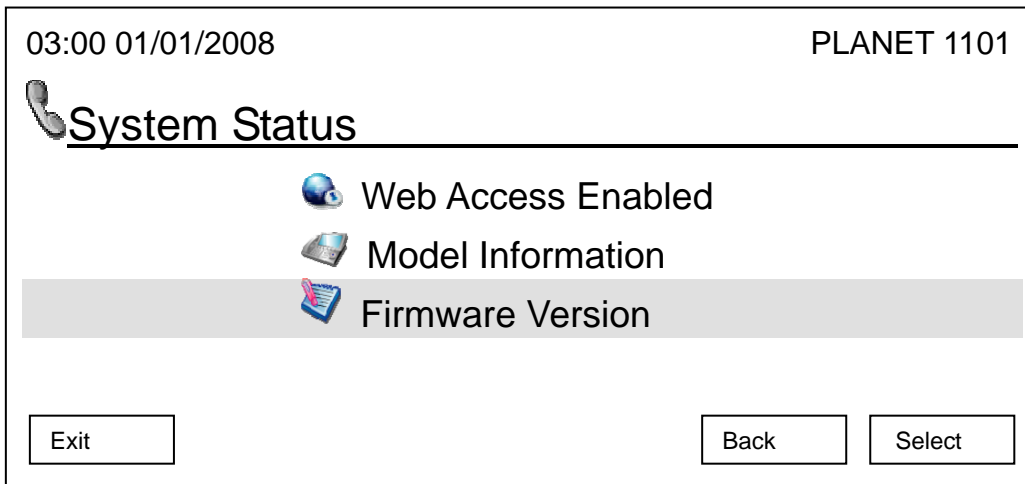 03:00 01/01/2008 PLANET 1101
System Status
Web Access Enabled
Model Information
Firmware Version
Exit Back Select